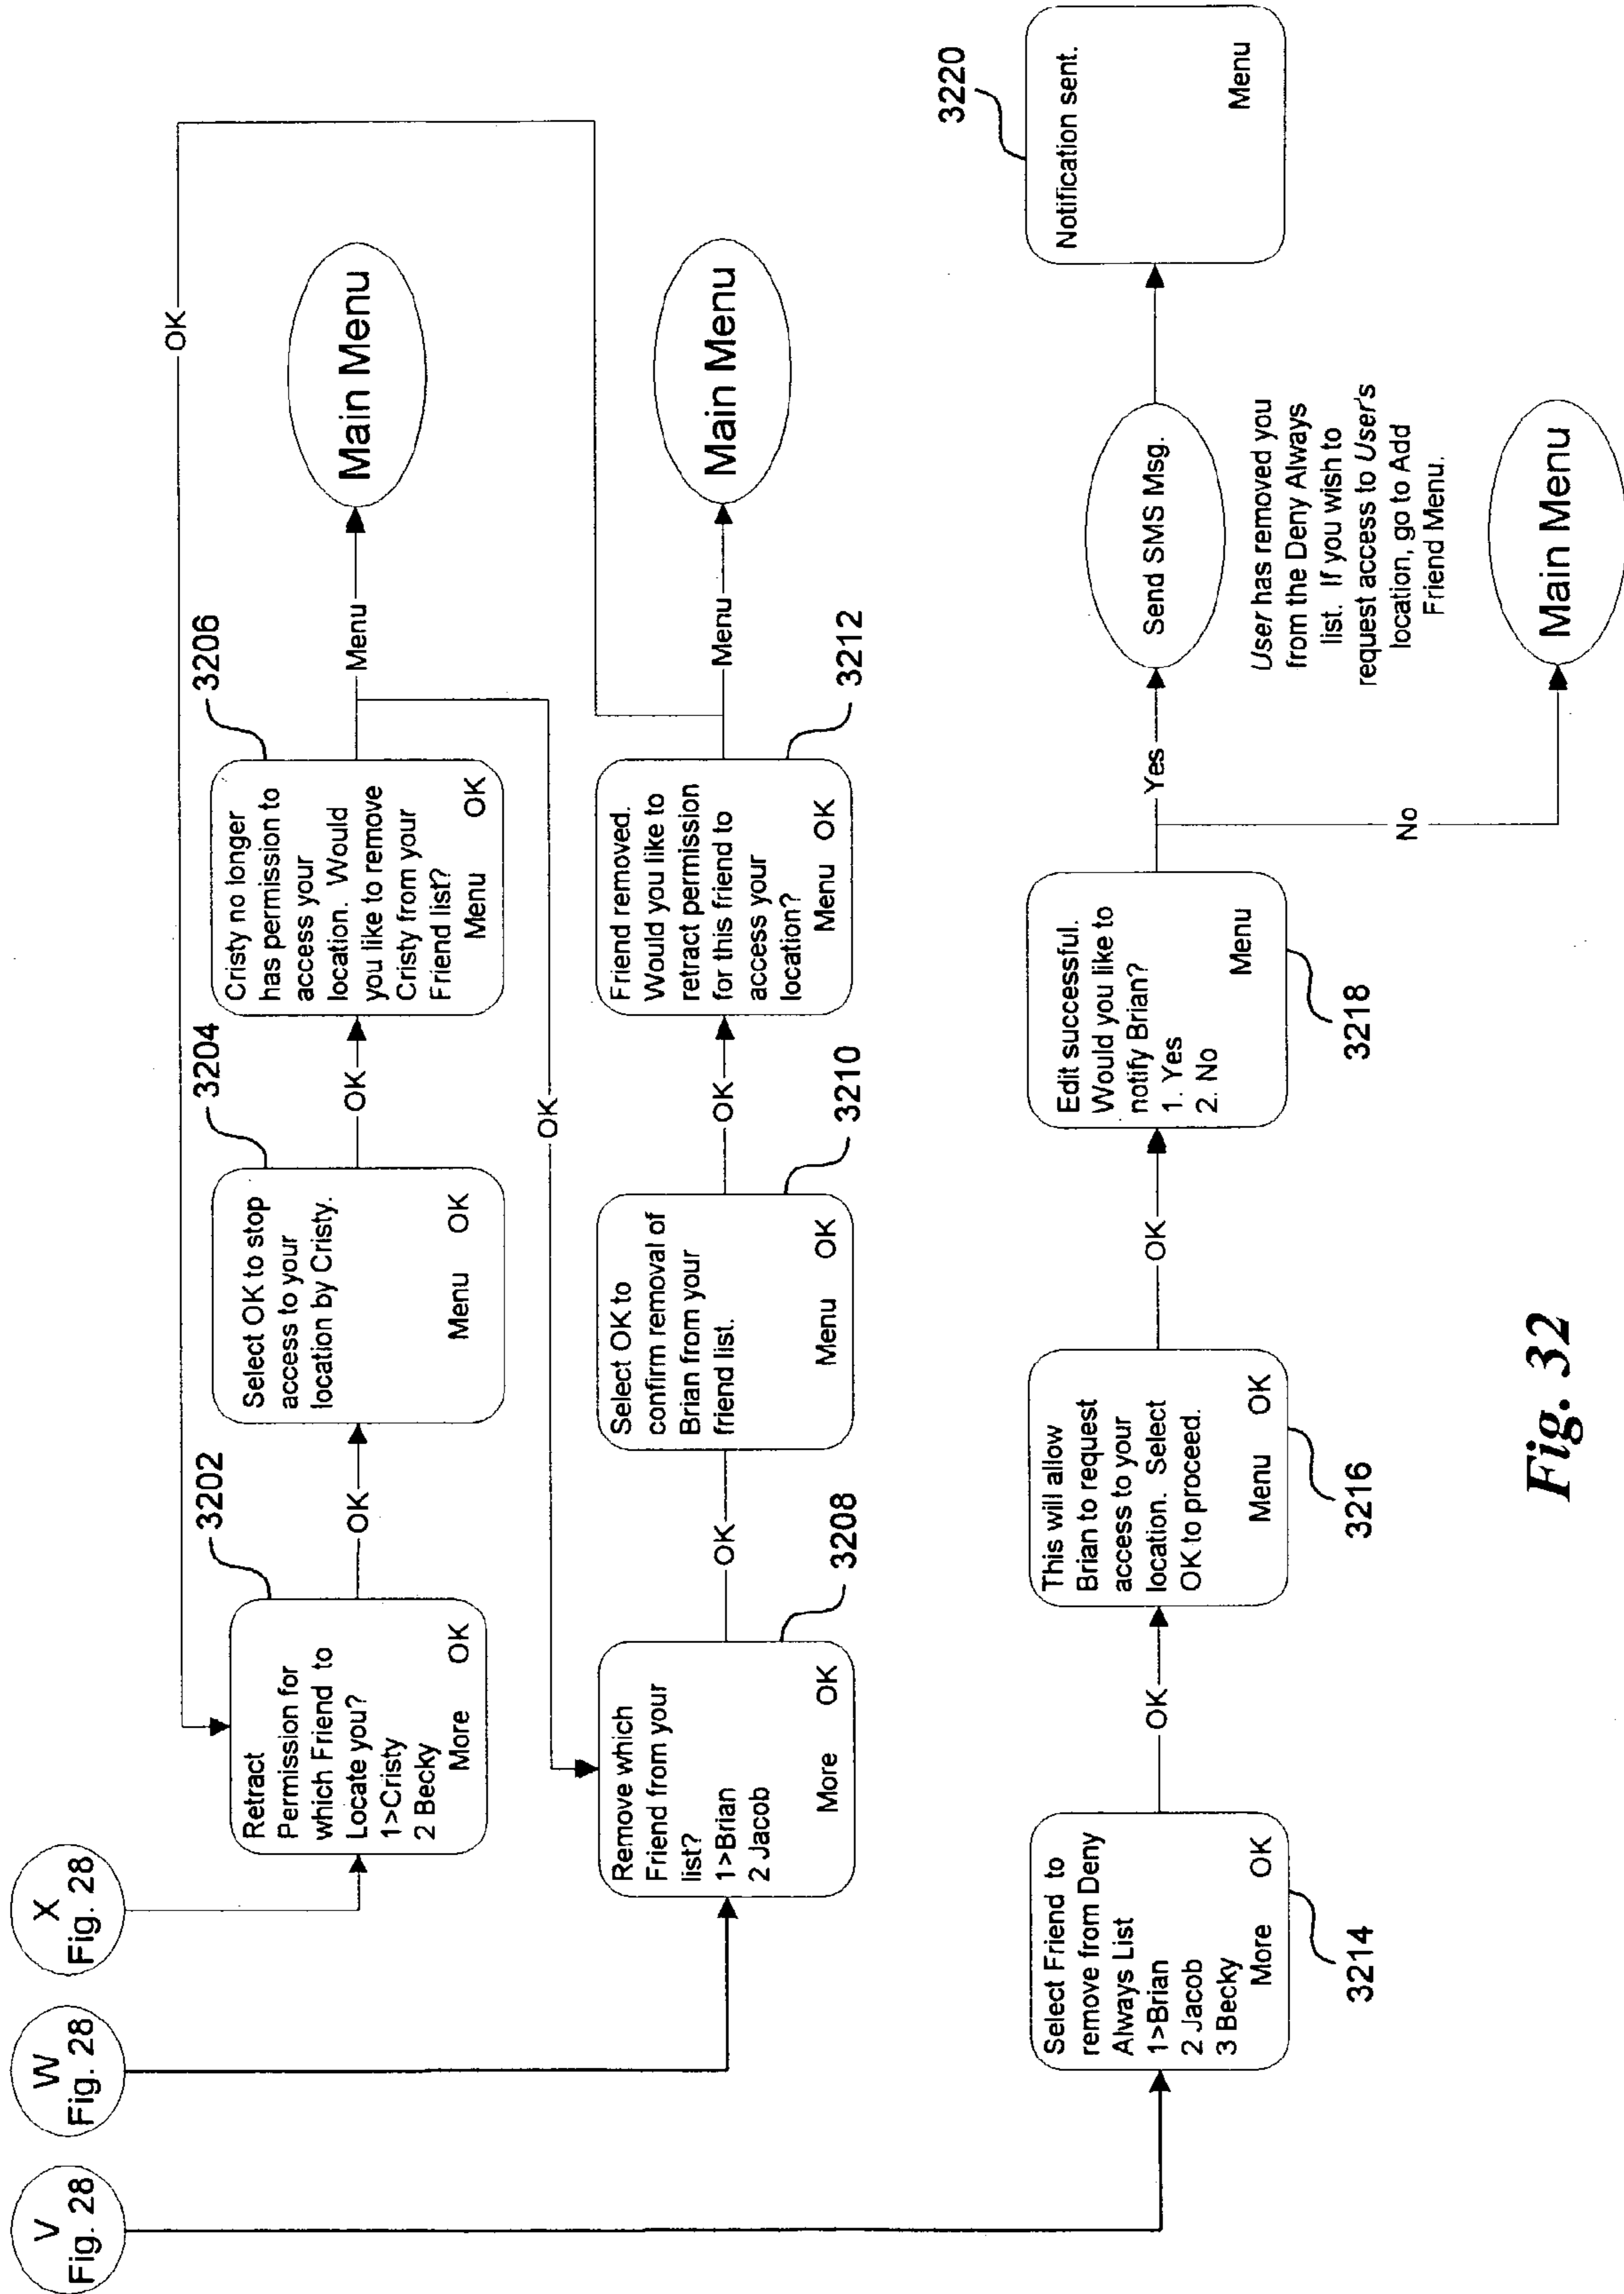 V
Fig. 28
W
Fig. 28
X
Fig. 28
OK
3202
Retract
Permission for
which Friend to
Locate you?
1>Cristy
2 Becky
More OK
OK
3204
Select OK to stop
access to your
location by Cristy.
Menu OK
OK
3206
Cristy no longer
has permission to
access your
location. Would
you like to remove
Cristy from your
Friend list?
Menu OK
Menu
Main Menu
OK
Remove which
Friend from your
list?
1>Brian
2 Jacob
More OK
3208
OK
Select OK to
confirm removal of
Brian from your
friend list.
Menu OK
3210
OK
Friend removed.
Would you like to
retract permission
for this friend to
access your
location?
Menu OK
3212
Menu
Main Menu
Select Friend to
remove from Deny
Always List
1>Brian
2 Jacob
3 Becky
More OK
3214
OK
This will allow
Brian to request
access to your
location. Select
OK to proceed.
Menu OK
3216
OK
Edit successful.
Would you like to
notify Brian?
1. Yes
2. No
Menu
3218
Yes
No
Send SMS Msg.
User has removed you
from the Deny Always
list. If you wish to
request access to User's
location, go to Add
Friend Menu.
Main Menu
3220
Notification sent.
Menu
Fig. 32